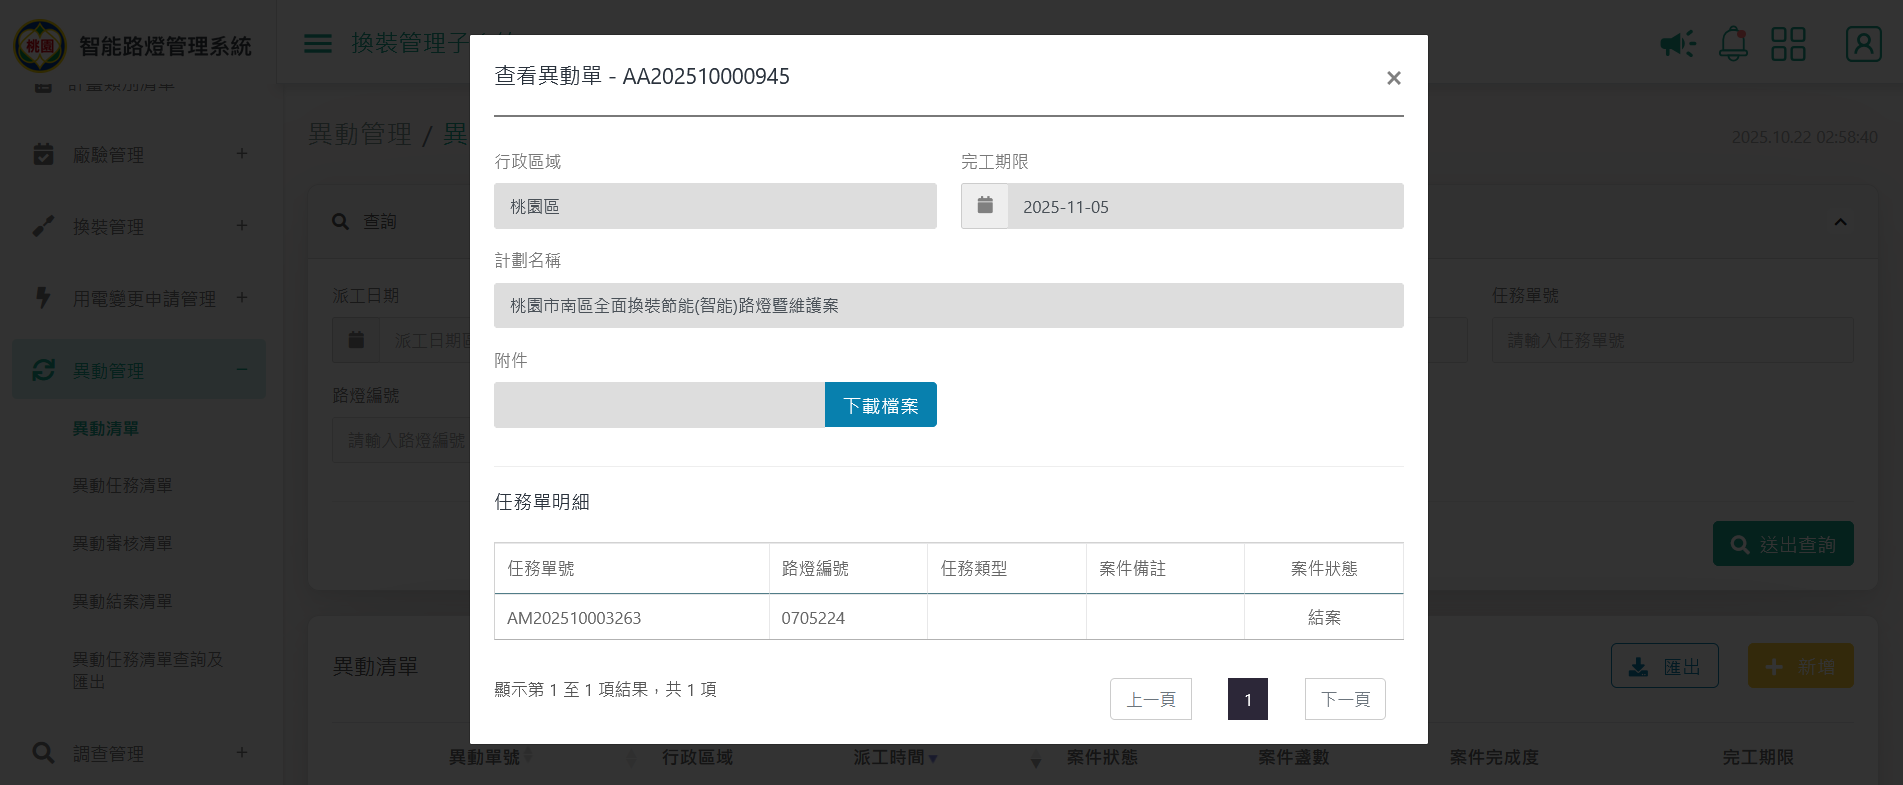 桃園
智能路燈管理系統
換裝管理子
計畫類別清單
廠驗管理
換裝管理
用電變更申請管理
異動管理
異動清單
異動任務清單
異動審核清單
異動結案清單
異動任務清單查詢及
匯出
調查管理
異動管理 / 異
2025.10.22 02:58:40
查詢
派工日期
派工日期
路燈編號
請輸入路燈編號
任務單號
請輸入任務單號
送出查詢
異動清單
匯出
新增
異動單號
行政區域
派工時間
案件狀態
案件盞數
案件完成度
完工期限
查看異動單 - AA202510000945
×
行政區域
完工期限
桃園區
2025-11-05
計劃名稱
桃園市南區全面換裝節能(智能)路燈暨維護案
附件
下載檔案
任務單明細
任務單號 路燈編號 任務類型 案件備註 案件狀態
AM202510003263 0705224 結案
顯示第 1 至 1 項結果，共 1 項
上一頁 1 下一頁